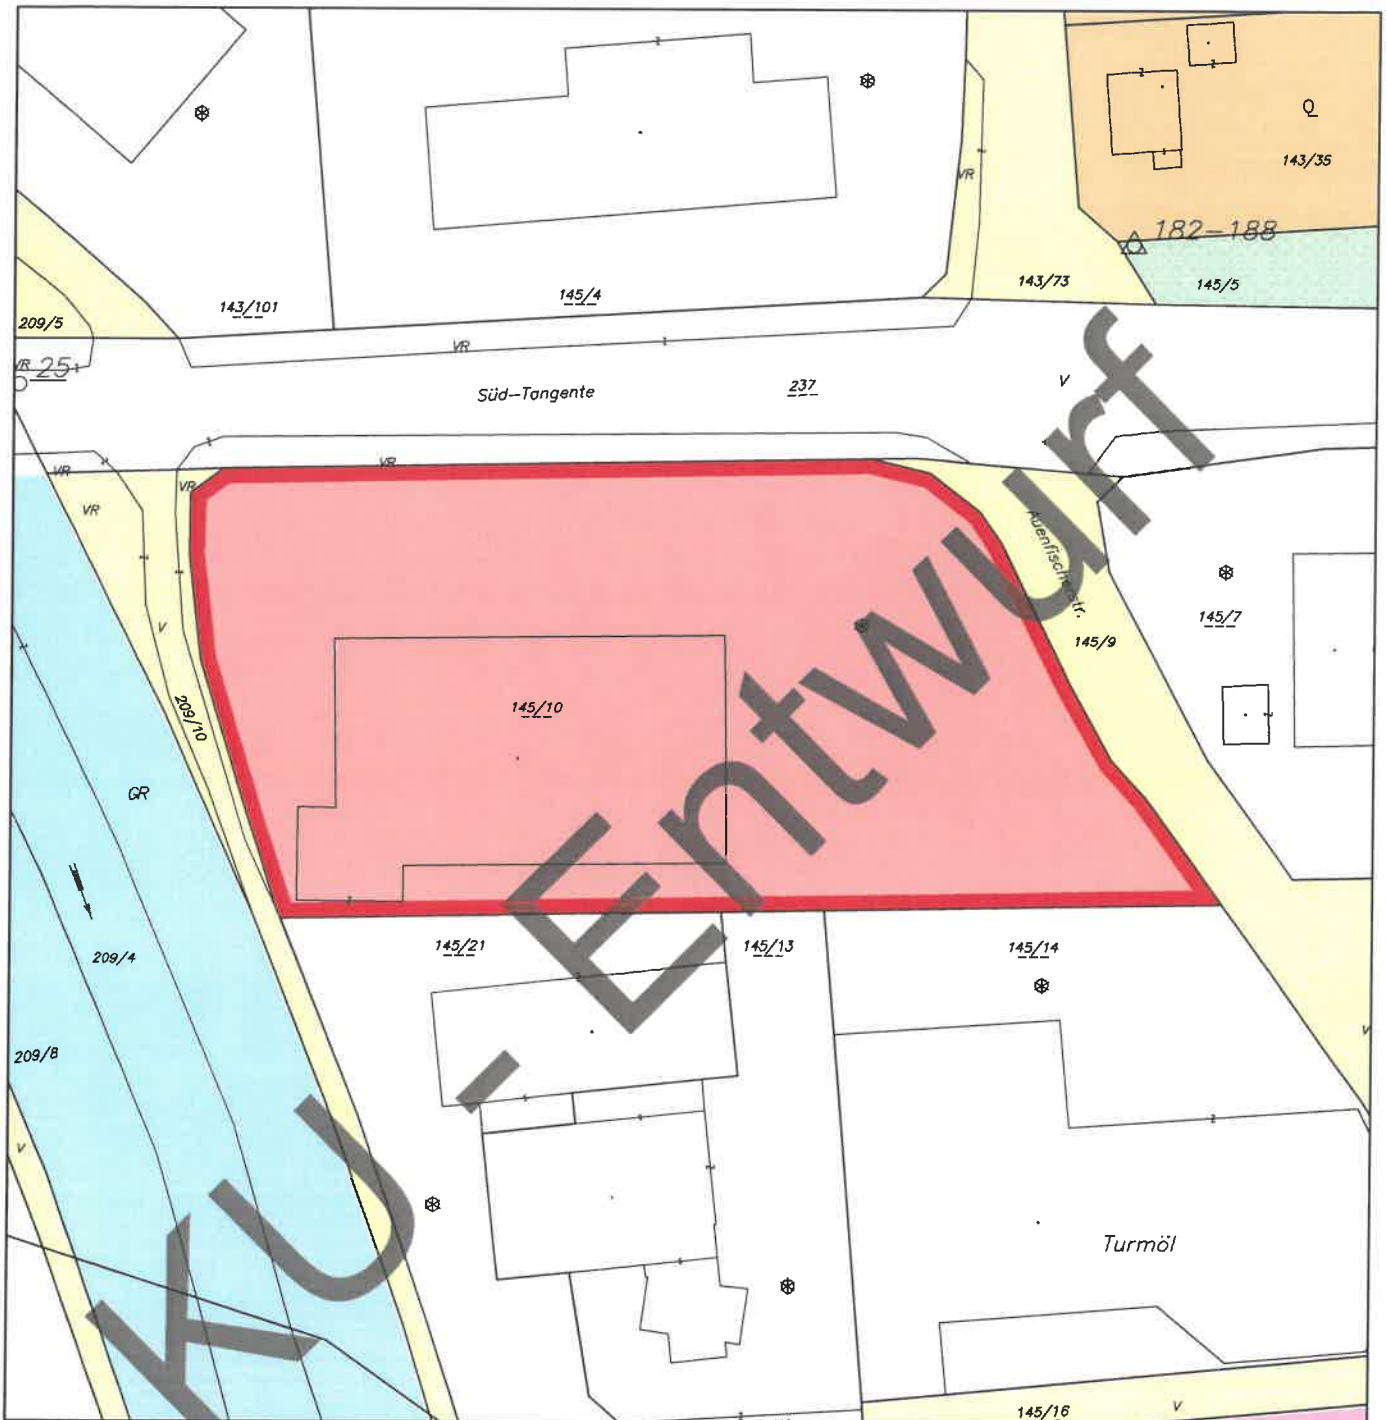 Q
143/35
182-188
VR
143/101
145/4
143/73
145/5
209/5
VR
VR 25
Süd-Tangente
237
V
VR
VR
VR
VR
Auenfischerstr.
145/7
V
145/9
209/10
145/10
GR
145/21
145/13
145/14
209/4
209/8
V
V
Turmöl
145/16
V
KU - Entwurf